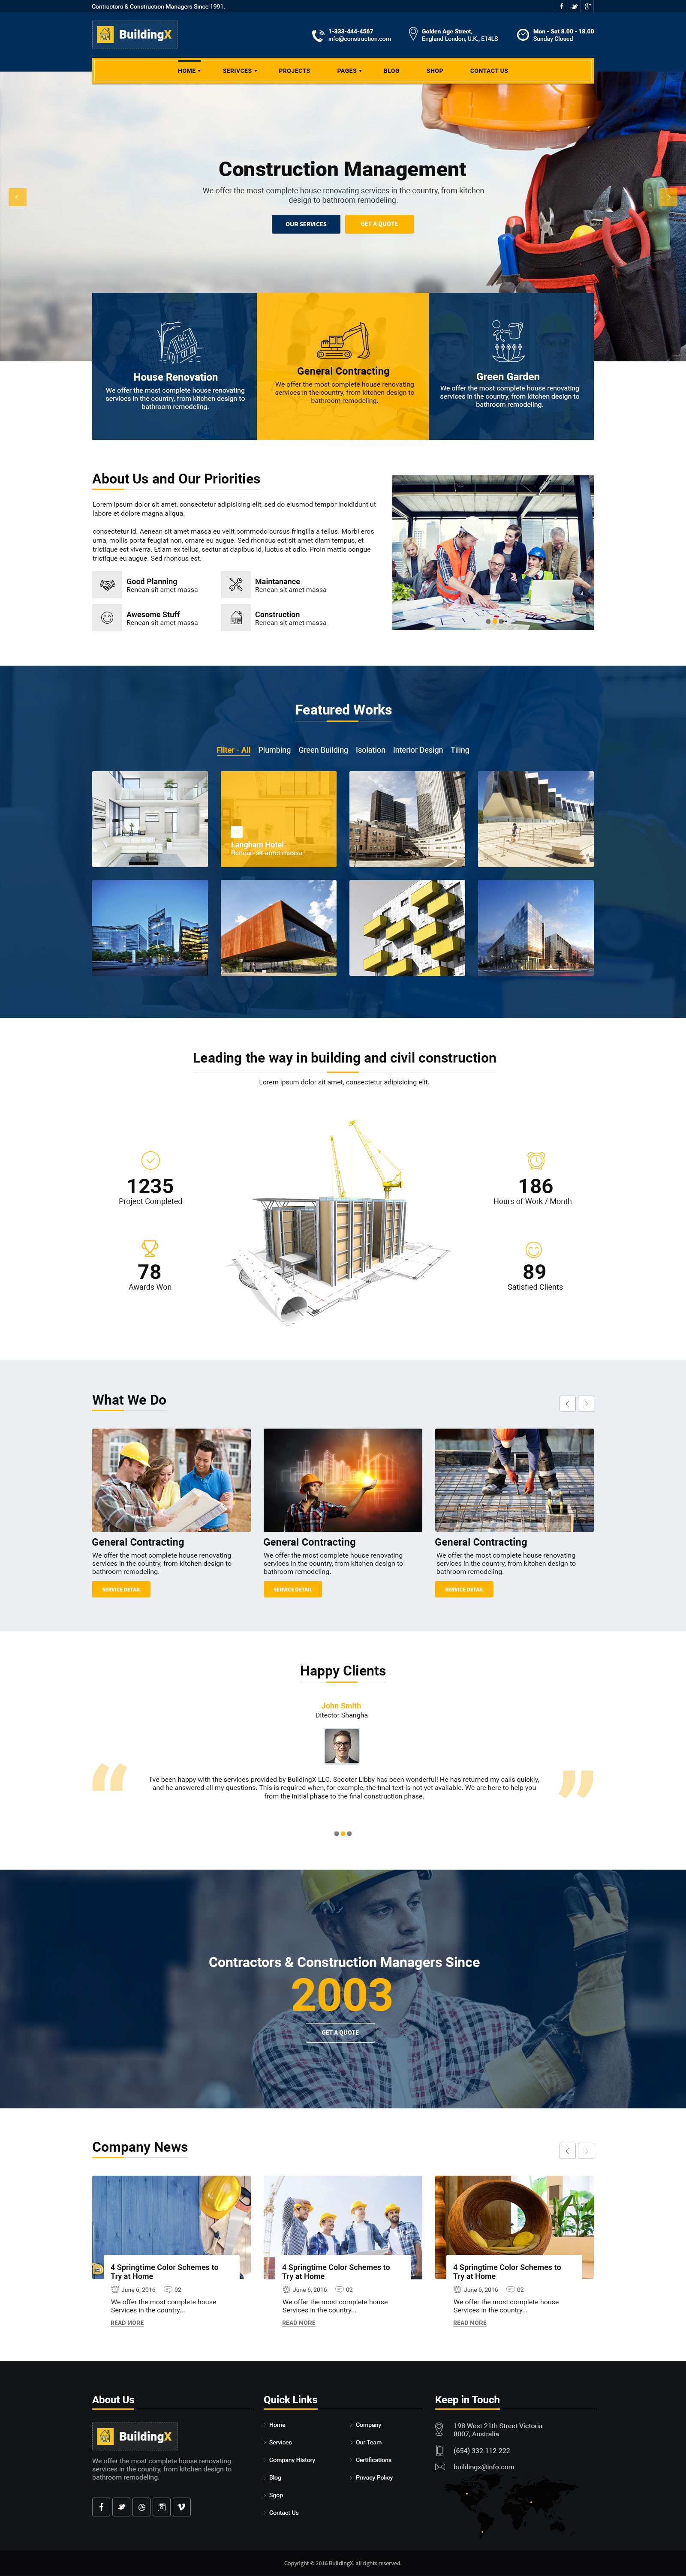 Contractors & Construction Managers Since 1991.
BuildingX
1-333-444-4567
info@construction.com
Golden Age Street,
England London, U.K., E14LS
Mon - Sat 8.00 - 18.00
Sunday Closed
HOME
SERIVCES
PROJECTS
PAGES
BLOG
SHOP
CONTACT US
Construction Management
We offer the most complete house renovating services in the country, from kitchen
design to bathroom remodeling.
OUR SERVICES
GET A QUOTE
House Renovation
We offer the most complete house renovating
services in the country, from kitchen design to
bathroom remodeling.
General Contracting
We offer the most complete house renovating
services in the country, from kitchen design to
bathroom remodeling.
Green Garden
We offer the most complete house renovating
services in the country, from kitchen design to
bathroom remodeling.
About Us and Our Priorities
Lorem ipsum dolor sit amet, consectetur adipisicing elit, sed do eiusmod tempor incididunt ut
labore et dolore magna aliqua.
consectetur id. Aenean sit amet massa eu velit commodo cursus fringilla a tellus. Morbi eros
urna, mollis porta feugiat non, ornare eu augue. Sed rhoncus est sit amet diam tempus, et
tristique est viverra. Etiam ex tellus, sectur at dapibus id, luctus at odio. Proin mattis congue
tristique eu augue. Sed rhoncus est.
Good Planning
Renean sit amet massa
Maintanance
Renean sit amet massa
Awesome Stuff
Renean sit amet massa
Construction
Renean sit amet massa
Featured Works
Filter - All
Plumbing
Green Building
Isolation
Interior Design
Tiling
Langham Hotel
Renean sit amet massa
Leading the way in building and civil construction
Lorem ipsum dolor sit amet, consectetur adipisicing elit.
1235
Project Completed
186
Hours of Work / Month
78
Awards Won
89
Satisfied Clients
What We Do
General Contracting
We offer the most complete house renovating
services in the country, from kitchen design to
bathroom remodeling.
SERVICE DETAIL
General Contracting
We offer the most complete house renovating
services in the country, from kitchen design to
bathroom remodeling.
SERVICE DETAIL
General Contracting
We offer the most complete house renovating
services in the country, from kitchen design to
bathroom remodeling.
SERVICE DETAIL
Happy Clients
John Smith
Ditector Shangha
I've been happy with the services provided by BuildingX LLC. Scooter Libby has been wonderful! He has returned my calls quickly,
and he answered all my questions. This is required when, for example, the final text is not yet available. We are here to help you
from the initial phase to the final construction phase.
Contractors & Construction Managers Since
2003
GET A QUOTE
Company News
4 Springtime Color Schemes to
Try at Home
June 6, 2016
02
We offer the most complete house
Services in the country...
READ MORE
4 Springtime Color Schemes to
Try at Home
June 6, 2016
02
We offer the most complete house
Services in the country...
READ MORE
4 Springtime Color Schemes to
Try at Home
June 6, 2016
02
We offer the most complete house
Services in the country...
READ MORE
About Us
BuildingX
We offer the most complete house renovating
services in the country, from kitchen design to
bathroom remodeling.
Quick Links
Home
Services
Company History
Blog
Sgop
Contact Us
Company
Our Team
Certifications
Privacy Policy
Keep in Touch
198 West 21th Street Victoria
8007, Australia
(654) 332-112-222
buildingx@info.com
Copyright © 2016 BuildingX. all rights reserved.